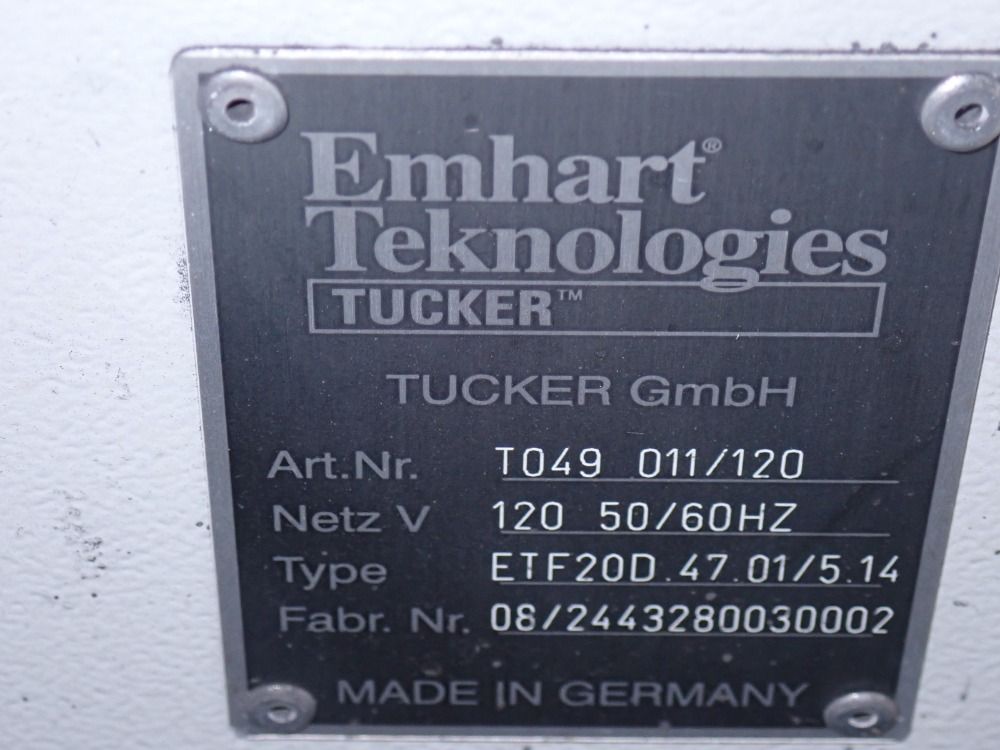 Emhart®
Teknologies
TUCKER™
TUCKER GmbH
Art.Nr. T049 011/120
Netz V 120 50/60HZ
Type ETF20D.47.01/5.14
Fabr. Nr. 08/2443280030002
MADE IN GERMANY